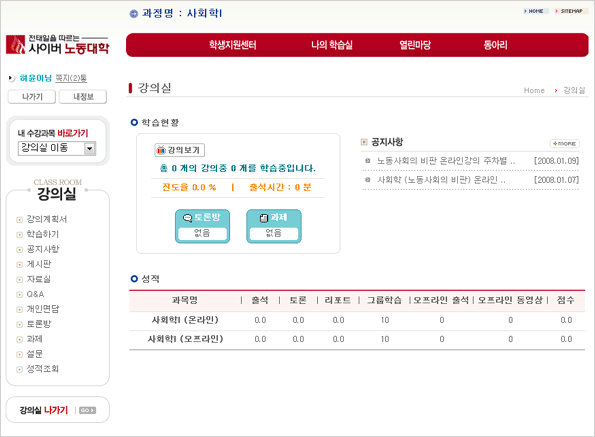 과정명 : 사회학I
HOME SITEMAP
전태일을 따르는
사이버 노동대학
학생지원센터 나의 학습실 열린마당 동아리
허윤아님 쪽지(2)통
나가기 내정보
강의실
Home 강의실
내 수강과목 바로가기
강의실 이동
학습현황
강의보기
총 0 개의 강의중 0 개를 학습중입니다.
진도율 0.0 % | 출석시간 : 0 분
토론방 과제
없음 없음
공지사항 MORE
노동사회의 비판 온라인강의 주차별 .. [2008.01.09]
사회학 (노동사회의 비판) 온라인 .. [2008.01.07]
CLASS ROOM
강의실
강의계획서
학습하기
공지사항
게시판
자료실
Q&A
개인면담
토론방
과제
설문
성적조회
강의실 나가기 | GO
성적
과목명 | 출석 | 토론 | 리포트 | 그룹학습 | 오프라인 출석 | 오프라인 동영상 | 점수
사회학I (온라인) 0.0 0.0 0.0 10 0 0 0.0
사회학I (오프라인) 0.0 0.0 0.0 10 0 0 0.0